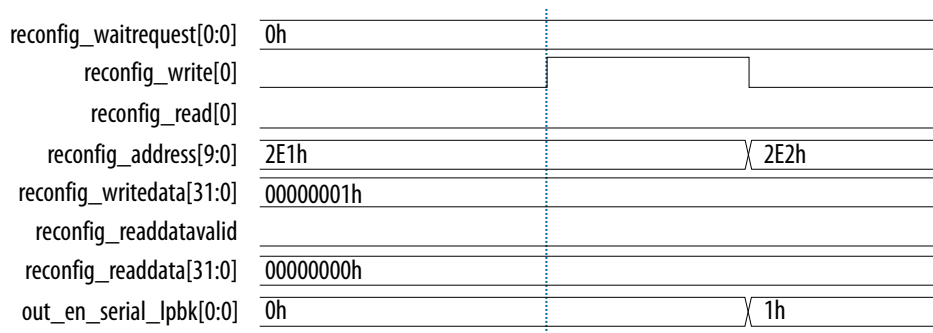 reconfig_waitrequest[0:0] 0h
reconfig_write[0]
reconfig_read[0]
reconfig_address[9:0] 2E1h 2E2h
reconfig_writedata[31:0] 00000001h
reconfig_readdatavalid
reconfig_readdata[31:0] 00000000h
out_en_serial_lpbk[0:0] 0h 1h